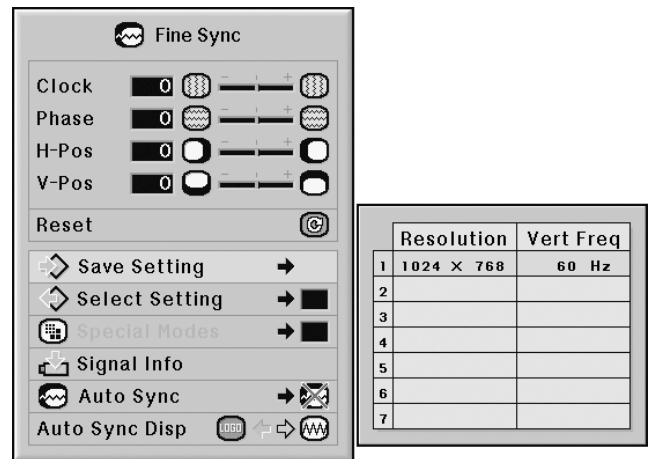 Fine Sync
Clock 0 - +
Phase 0 - +
H-Pos 0 - +
V-Pos 0 - +
Reset
Save Setting
Select Setting
Special Modes
Signal Info
Auto Sync
Auto Sync Disp LOGO
Resolution Vert Freq
1 1024 × 768 60 Hz
2
3
4
5
6
7